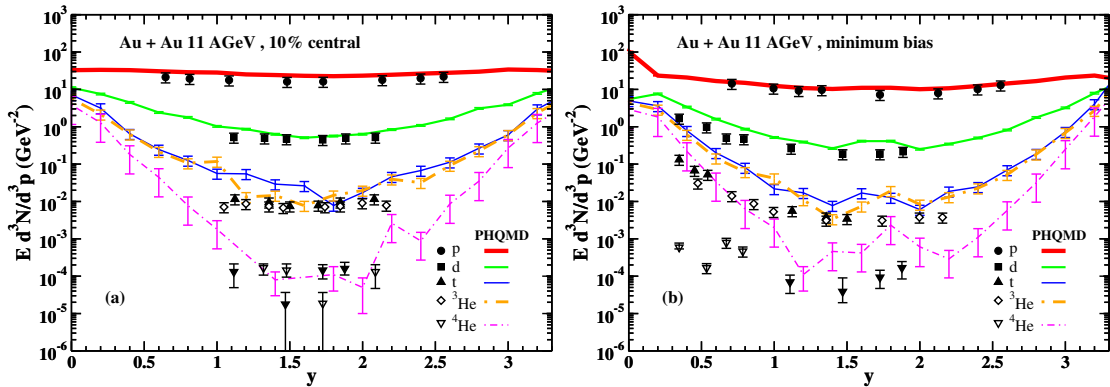 Au + Au 11 AGeV , 10% central
E d³N/d³p (GeV⁻²)
10⁴
10³
10²
10¹
10⁰
10⁻¹
10⁻²
10⁻³
10⁻⁴
10⁻⁵
10⁻⁶
PHQMD
p
d
t
³He
⁴He
(a)
0 0.5 1 1.5 2 2.5 3
y
Au + Au 11 AGeV , minimum bias
E d³N/d³p (GeV⁻²)
10⁴
10³
10²
10¹
10⁰
10⁻¹
10⁻²
10⁻³
10⁻⁴
10⁻⁵
10⁻⁶
PHQMD
p
d
t
³He
⁴He
(b)
0 0.5 1 1.5 2 2.5 3
y